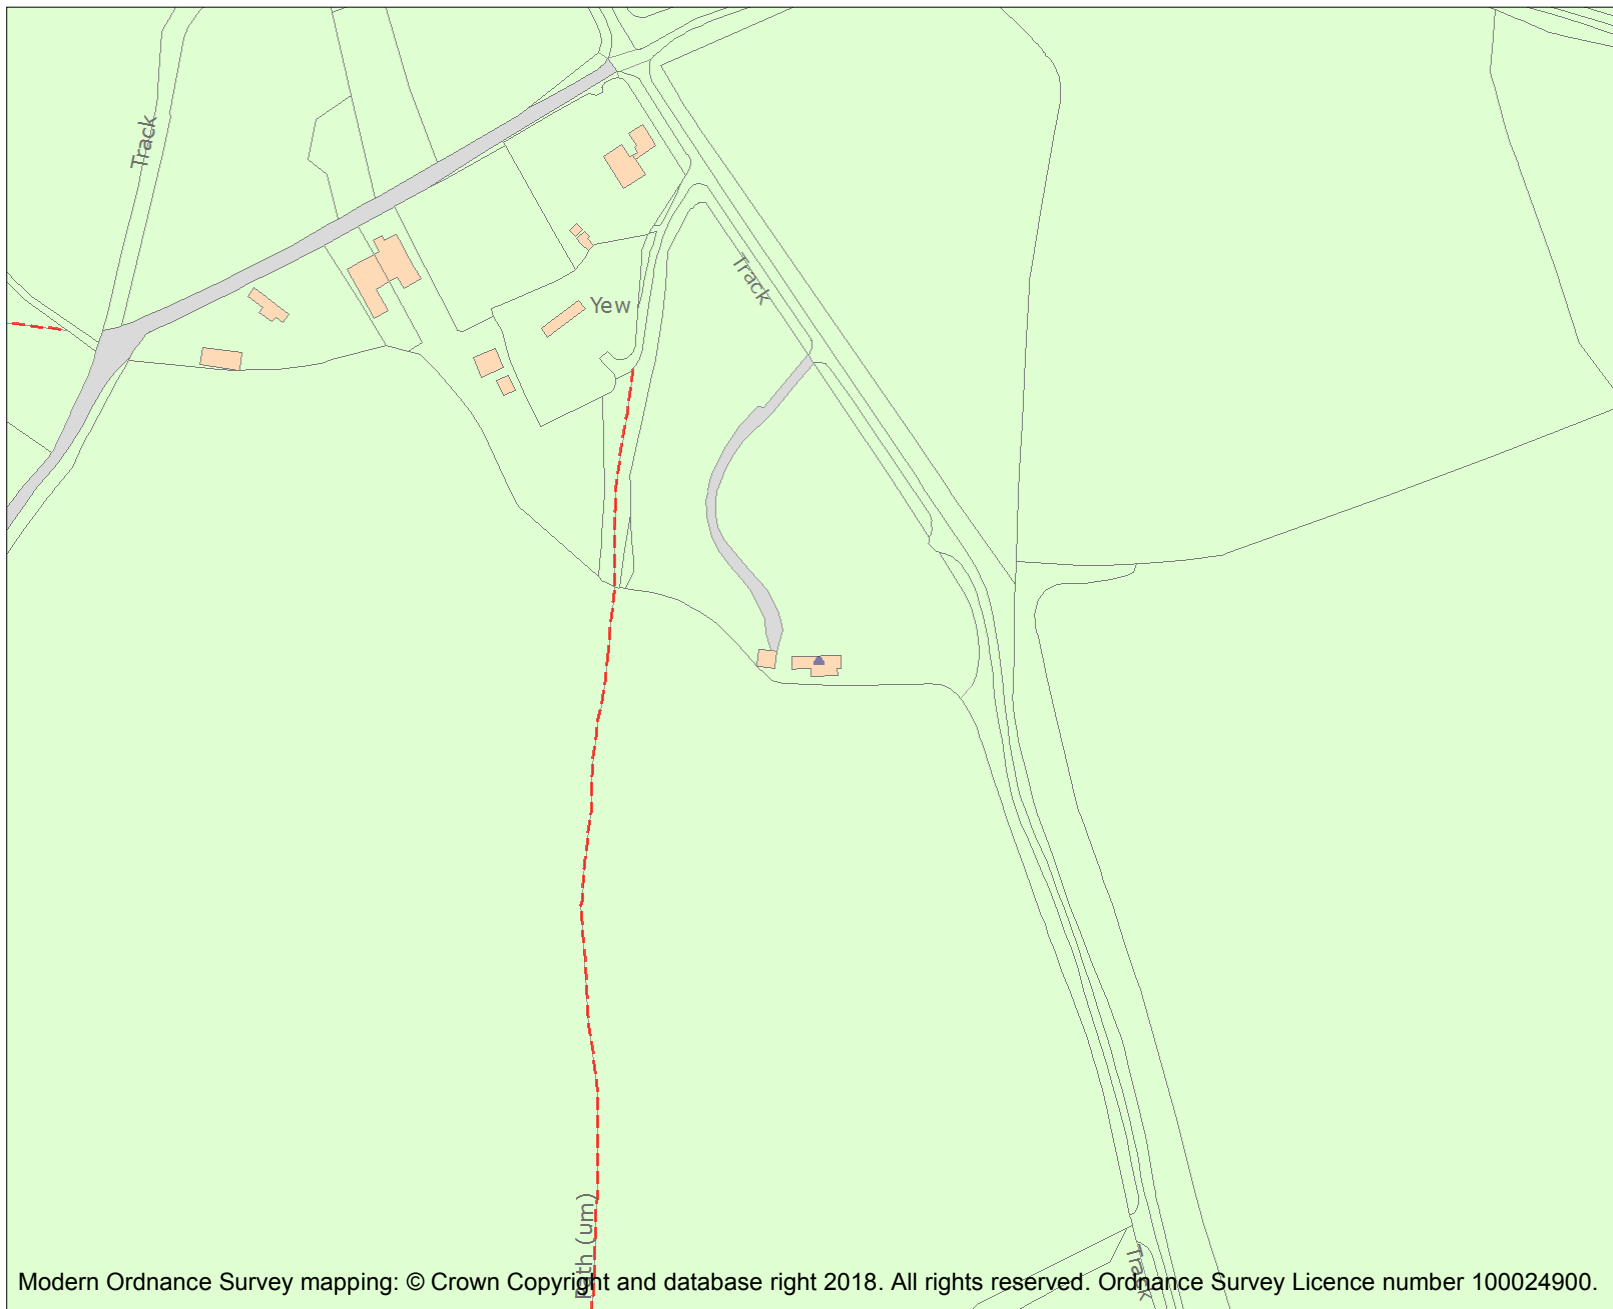 Track
Track
Yew
Path (um)
Track
Modern Ordnance Survey mapping: © Crown Copyright and database right 2018. All rights reserved. Ordnance Survey Licence number 100024900.